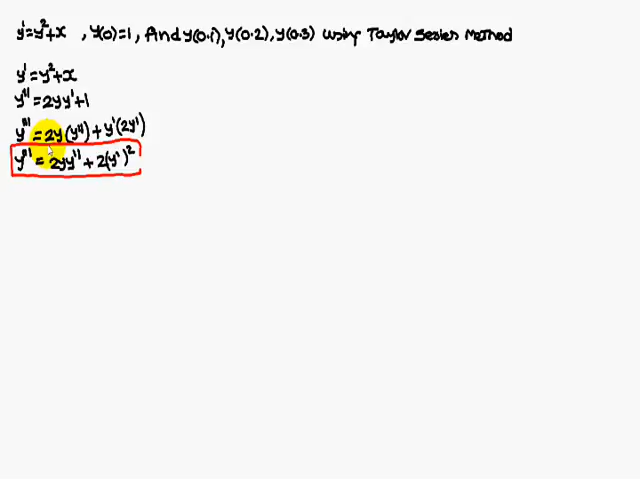 y' = y² + x , y(0) = 1, find y(0.1), y(0.2), y(0.3) using Taylor Series Method
y' = y² + x
y'' = 2yy' + 1
y''' = 2y(y'') + y'(2y')
y''' = 2yy'' + 2(y')²